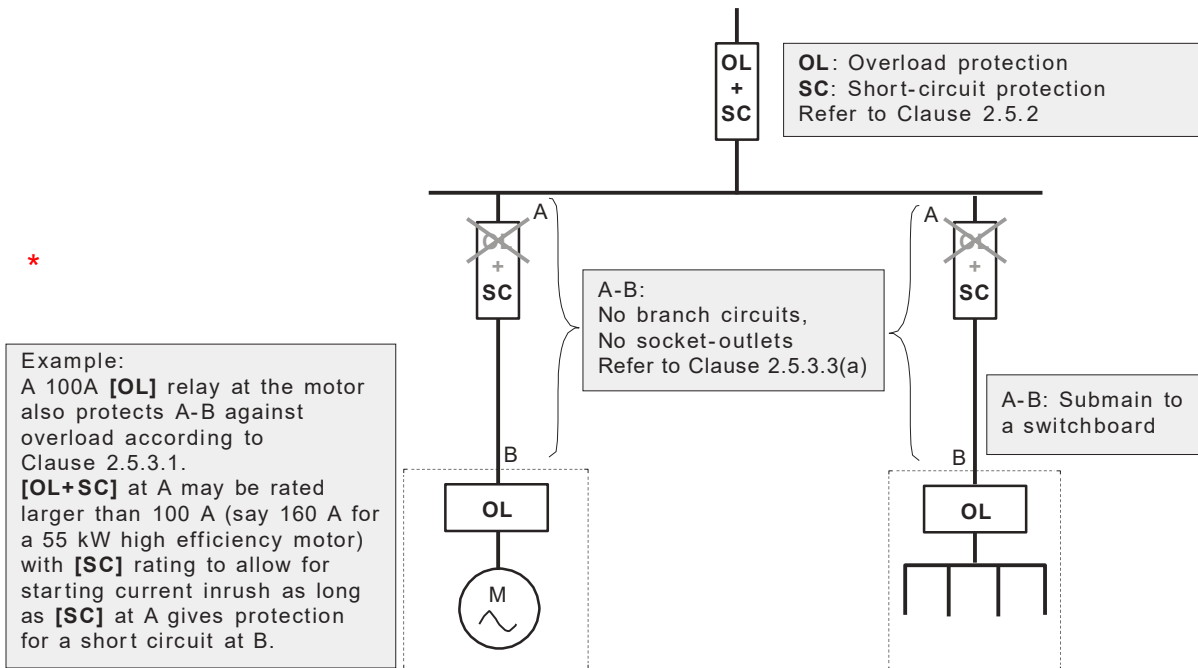 OL
+
SC
OL: Overload protection
SC: Short-circuit protection
Refer to Clause 2.5.2
A
OL
+
SC
A
OL
+
SC
*
A-B:
No branch circuits,
No socket-outlets
Refer to Clause 2.5.3.3(a)
Example:
A 100A [OL] relay at the motor
also protects A-B against
overload according to
Clause 2.5.3.1.
[OL+SC] at A may be rated
larger than 100 A (say 160 A for
a 55 kW high efficiency motor)
with [SC] rating to allow for
starting current inrush as long
as [SC] at A gives protection
for a short circuit at B.
A-B: Submain to
a switchboard
B
OL
M
B
OL